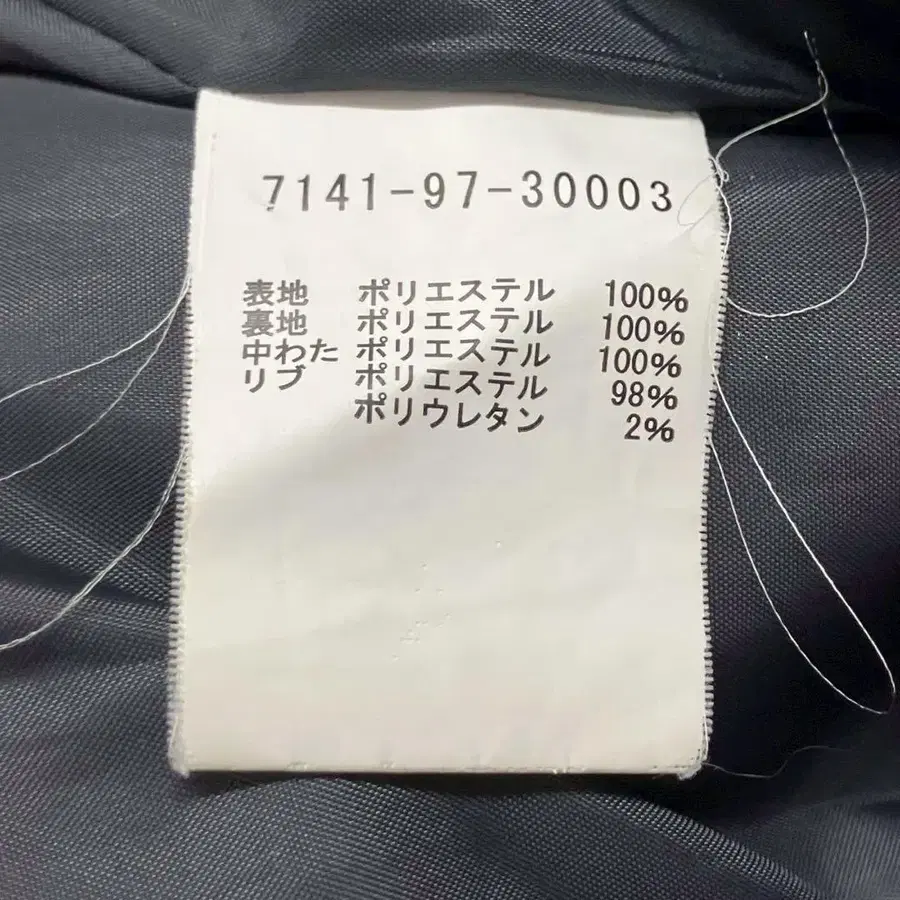 7141-97-30003
表地 ポリエステル 100%
裏地 ポリエステル 100%
中わた ポリエステル 100%
リブ ポリエステル 98%
ポリウレタン 2%